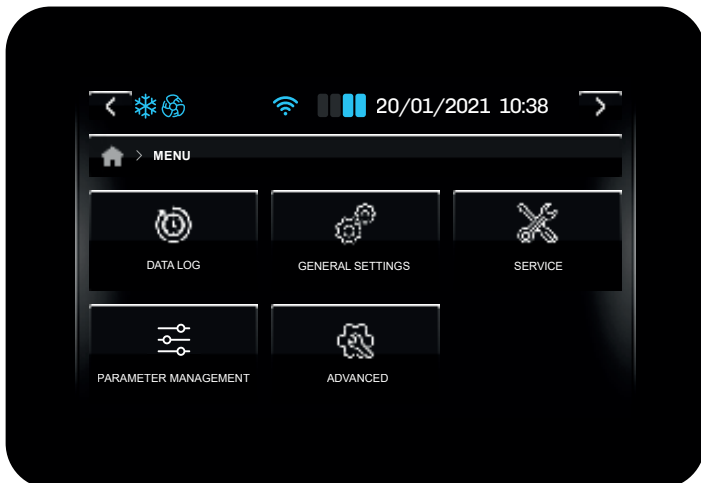 20/01/2021 10:38
> MENU
DATA LOG
GENERAL SETTINGS
SERVICE
PARAMETER MANAGEMENT
ADVANCED